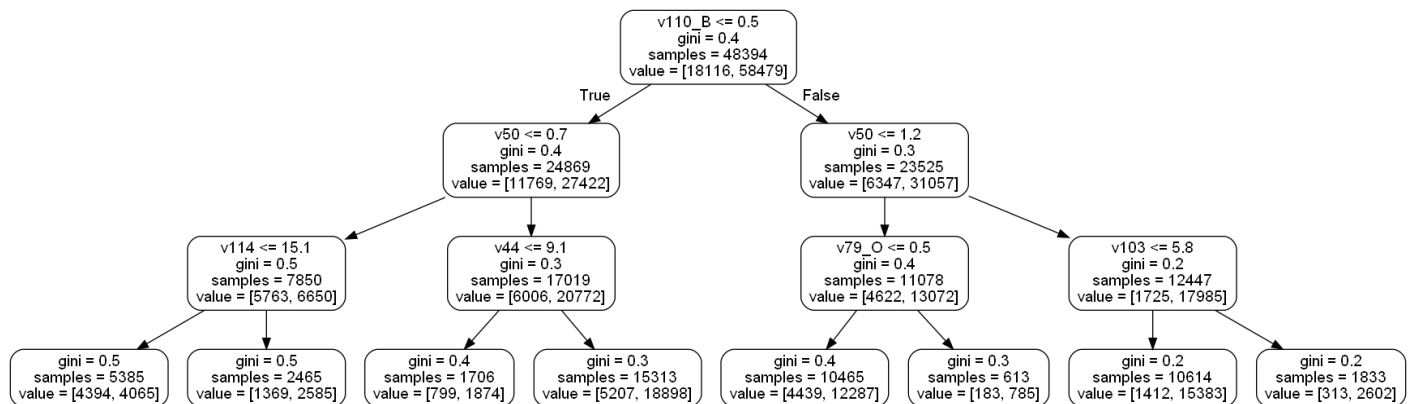 v110_B <= 0.5
gini = 0.4
samples = 48394
value = [18116, 58479]
True
False
v50 <= 0.7
gini = 0.4
samples = 24869
value = [11769, 27422]
v50 <= 1.2
gini = 0.3
samples = 23525
value = [6347, 31057]
v114 <= 15.1
gini = 0.5
samples = 7850
value = [5763, 6650]
v44 <= 9.1
gini = 0.3
samples = 17019
value = [6006, 20772]
v79_O <= 0.5
gini = 0.4
samples = 11078
value = [4622, 13072]
v103 <= 5.8
gini = 0.2
samples = 12447
value = [1725, 17985]
gini = 0.5
samples = 5385
value = [4394, 4065]
gini = 0.5
samples = 2465
value = [1369, 2585]
gini = 0.4
samples = 1706
value = [799, 1874]
gini = 0.3
samples = 15313
value = [5207, 18898]
gini = 0.4
samples = 10465
value = [4439, 12287]
gini = 0.3
samples = 613
value = [183, 785]
gini = 0.2
samples = 10614
value = [1412, 15383]
gini = 0.2
samples = 1833
value = [313, 2602]